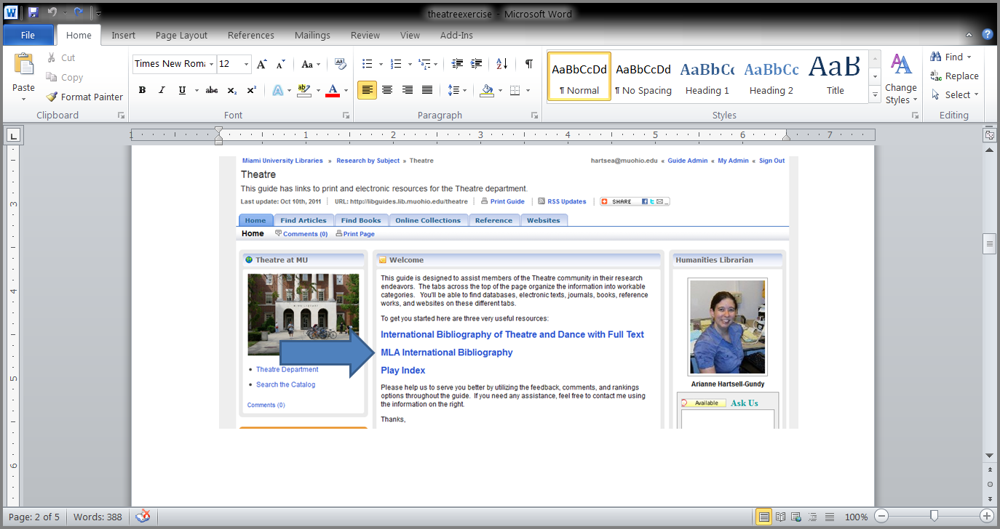 theatreexercise - Microsoft Word
File Home Insert Page Layout References Mailings Review View Add-Ins
Paste
Cut
Copy
Format Painter
Clipboard
Times New Roma 12
Font
Paragraph
AaBbCcDd AaBbCcDd AaBbCc AaBbCc AaB
¶ Normal ¶ No Spacing Heading 1 Heading 2 Title
Styles
Change
Styles
Find
Replace
Select
Editing
1 1 2 3 4 5 6 7
3
4
5
6
Miami University Libraries » Research by Subject » Theatre
hartsea@muohio.edu « Guide Admin « My Admin « Sign Out
Theatre
This guide has links to print and electronic resources for the Theatre department.
Last update: Oct 10th, 2011 | URL: http://libguides.lib.muohio.edu/theatre | Print Guide | RSS Updates | SHARE
Home Find Articles Find Books Online Collections Reference Websites
Home Comments (0) Print Page
Theatre at MU
Theatre Department
Search the Catalog
Comments (0)
Welcome
This guide is designed to assist members of the Theatre community in their research
endeavors. The tabs across the top of the page organize the information into workable
categories. You'll be able to find databases, electronic texts, journals, books, reference
works, and websites on these different tabs.
To get you started here are three very useful resources:
International Bibliography of Theatre and Dance with Full Text
MLA International Bibliography
Play Index
Please help us to serve you better by utilizing the feedback, comments, and rankings
options throughout the guide. If you need any assistance, feel free to contact me using
the information on the right.
Thanks,
Humanities Librarian
Arianne Hartsell-Gundy
Available Ask Us
Page: 2 of 5 Words: 388 100%